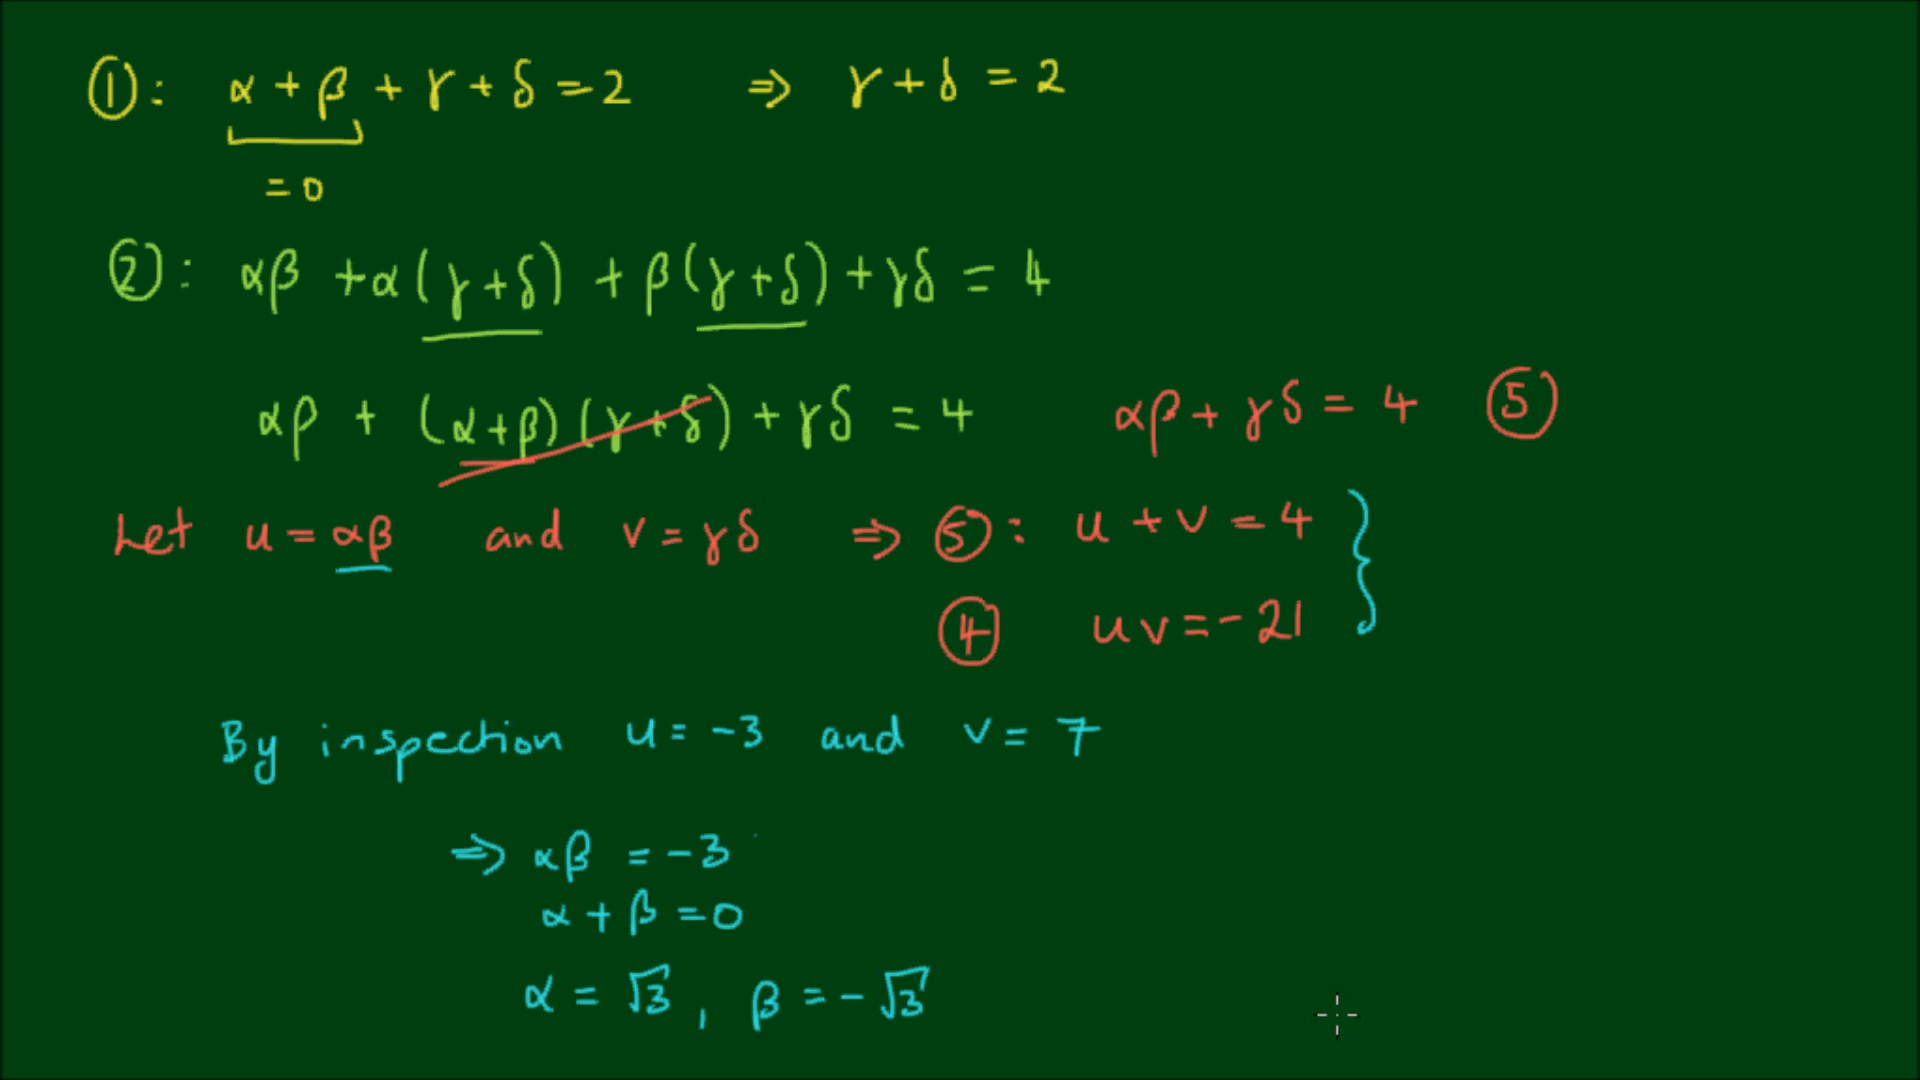 ①: α + β + γ + δ = 2 ⇒ γ + δ = 2
= 0
②: αβ + α(γ + δ) + β(γ + δ) + γδ = 4
αβ + (α + β)(γ + δ) + γδ = 4 αβ + γδ = 4 ⑤
Let u = αβ and v = γδ ⇒ ⑤: u + v = 4
④ uv = -21
By inspection u = -3 and v = 7
⇒ αβ = -3
α + β = 0
α = √3, β = -√3